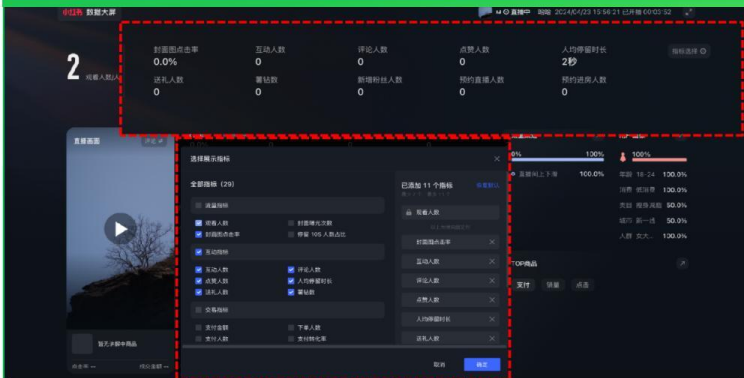 小红书 数据大屏
直播中
2024/04/23 15:56:21 已开播 00:03:52
封面图点击率 互动人数 评论人数 点赞人数 人均停留时长 指标选择
0.0% 0 0 0 2秒
2 观看人数/人
送礼人数 薯钻数 新增粉丝人数 预约直播人数 预约进房人数
0 0 0 0 0
直播画面 评论
选择展示指标
100%
100%
全部指标 (29)
已添加 11 个指标 恢复默认
直播间上下滑 100.0%
年龄 18-24 100.0%
流量指标
观看人数
消费 低消费 100.0%
观看人数 封面曝光次数
封面图点击率 停留 10S 人数占比
50.0%
封面图点击率
城市 新一线 50.0%
互动指标
互动人数
人群 女大... 100.0%
互动人数 评论人数
点赞人数 人均停留时长
送礼人数 薯钻数
评论人数
TOP商品
支付 销量 点击
交易指标
点赞人数
支付金额 下单人数
支付人数 支付转化率
人均停留时长
送礼人数
暂无讲解中商品
点击率 --
取消 确定